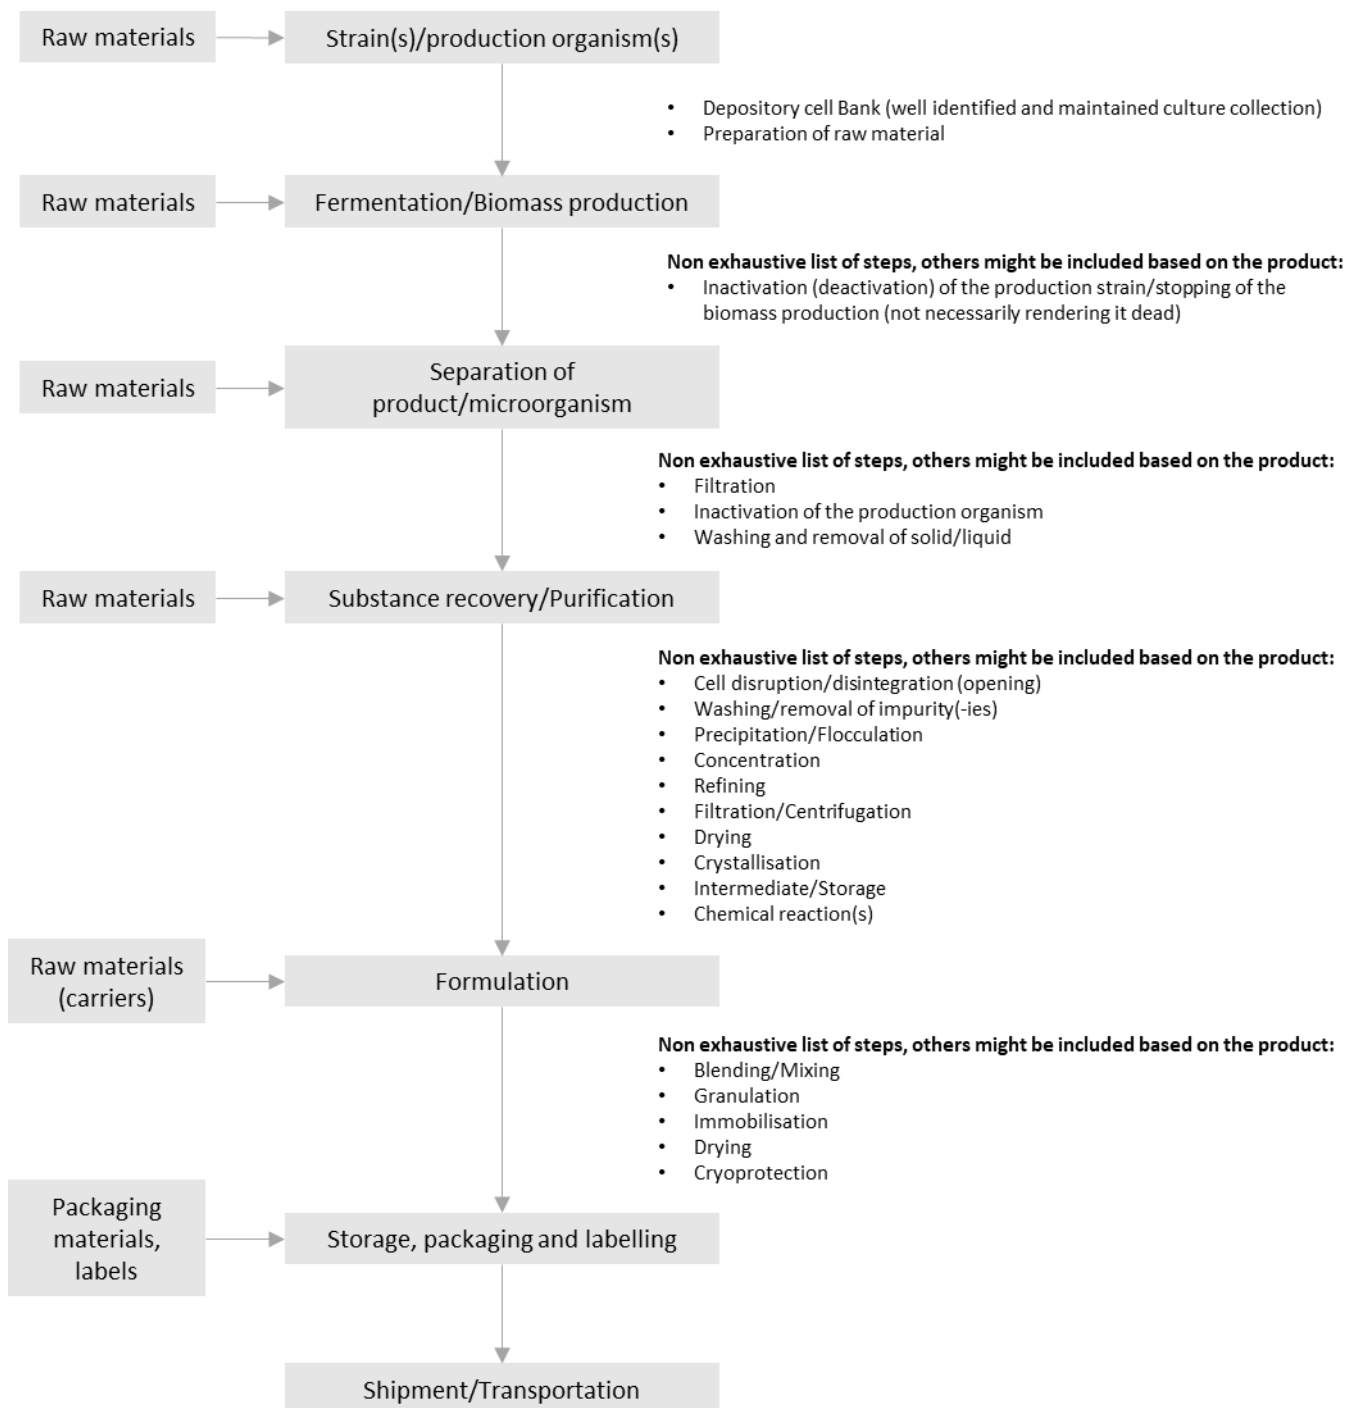 Raw materials
Strain(s)/production organism(s)
• Depository cell Bank (well identified and maintained culture collection)
• Preparation of raw material
Raw materials
Fermentation/Biomass production
Non exhaustive list of steps, others might be included based on the product:
• Inactivation (deactivation) of the production strain/stopping of the
biomass production (not necessarily rendering it dead)
Raw materials
Separation of
product/microorganism
Non exhaustive list of steps, others might be included based on the product:
• Filtration
• Inactivation of the production organism
• Washing and removal of solid/liquid
Raw materials
Substance recovery/Purification
Non exhaustive list of steps, others might be included based on the product:
• Cell disruption/disintegration (opening)
• Washing/removal of impurity(-ies)
• Precipitation/Flocculation
• Concentration
• Refining
• Filtration/Centrifugation
• Drying
• Crystallisation
• Intermediate/Storage
• Chemical reaction(s)
Raw materials
(carriers)
Formulation
Non exhaustive list of steps, others might be included based on the product:
• Blending/Mixing
• Granulation
• Immobilisation
• Drying
• Cryoprotection
Packaging
materials,
labels
Storage, packaging and labelling
Shipment/Transportation